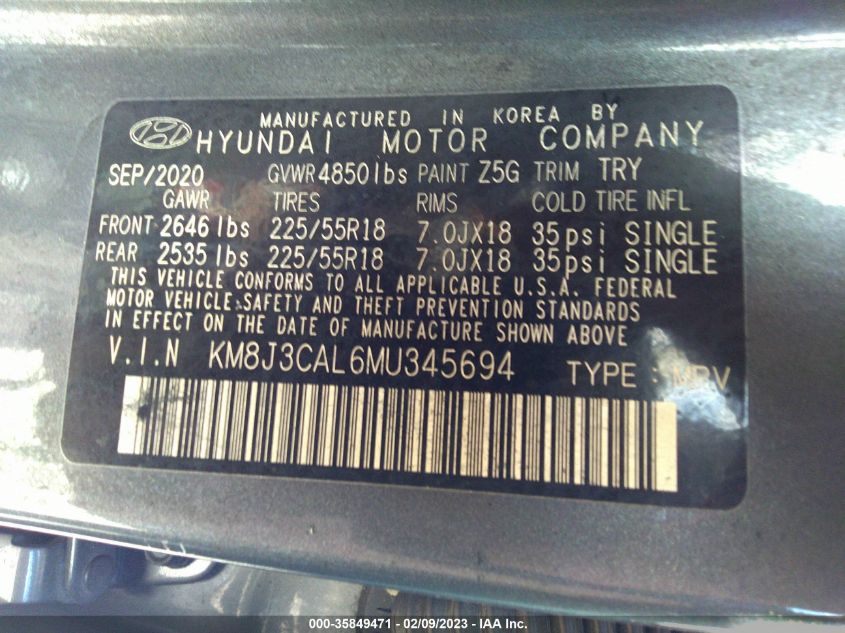 MANUFACTURED IN KOREA BY
HYUNDAI MOTOR COMPANY
SEP/2020 GVWR 4850lbs PAINT Z5G TRIM TRY
GAWR TIRES RIMS COLD TIRE INFL
FRONT 2646 lbs 225/55R18 7.0JX18 35psi SINGLE
REAR 2535 lbs 225/55R18 7.0JX18 35psi SINGLE
THIS VEHICLE CONFORMS TO ALL APPLICABLE U.S.A. FEDERAL
MOTOR VEHICLE SAFETY AND THEFT PREVENTION STANDARDS
IN EFFECT ON THE DATE OF MANUFACTURE SHOWN ABOVE
V.I.N KM8J3CAL6MU345694 TYPE : MPV
000-35849471 - 02/09/2023 - IAA Inc.